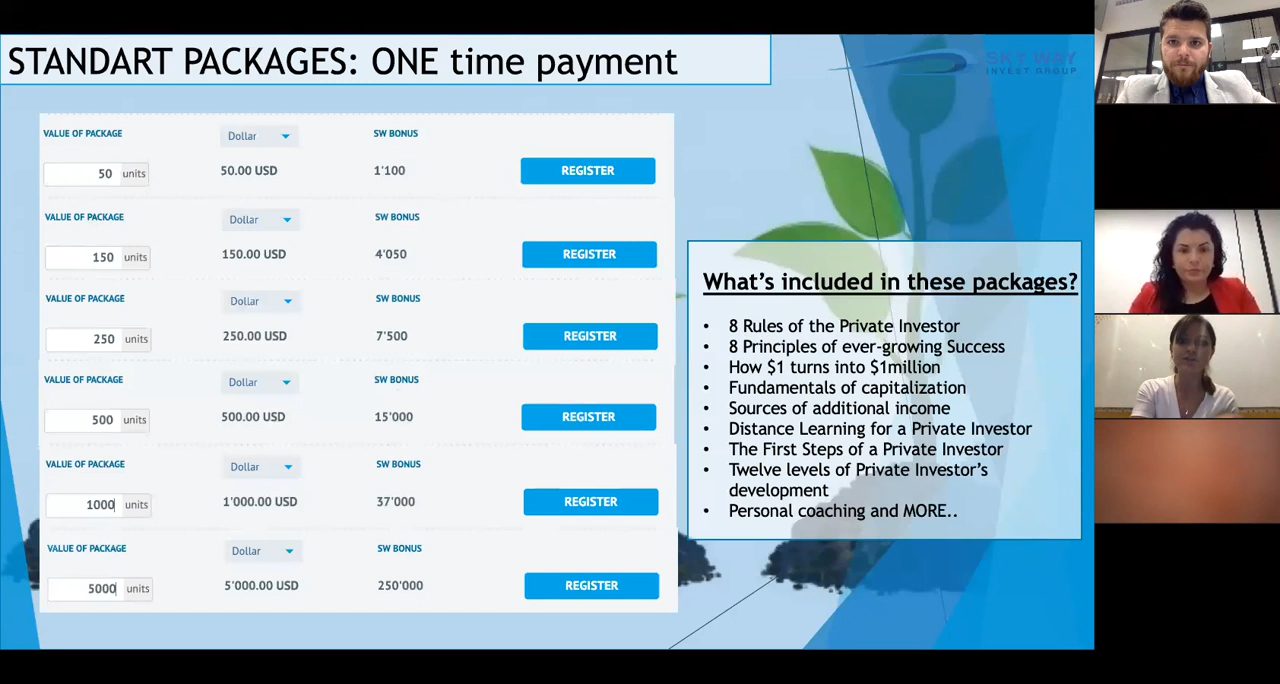 STANDART PACKAGES: ONE time payment
SKY WAY
INVEST GROUP
VALUE OF PACKAGE Dollar SW BONUS
50 units 50.00 USD 1'100 REGISTER
VALUE OF PACKAGE Dollar SW BONUS
150 units 150.00 USD 4'050 REGISTER
VALUE OF PACKAGE Dollar SW BONUS
250 units 250.00 USD 7'500 REGISTER
VALUE OF PACKAGE Dollar SW BONUS
500 units 500.00 USD 15'000 REGISTER
VALUE OF PACKAGE Dollar SW BONUS
1000 units 1'000.00 USD 37'000 REGISTER
VALUE OF PACKAGE Dollar SW BONUS
5000 units 5'000.00 USD 250'000 REGISTER
What's included in these packages?
• 8 Rules of the Private Investor
• 8 Principles of ever-growing Success
• How $1 turns into $1million
• Fundamentals of capitalization
• Sources of additional income
• Distance Learning for a Private Investor
• The First Steps of a Private Investor
• Twelve levels of Private Investor's
development
• Personal coaching and MORE..